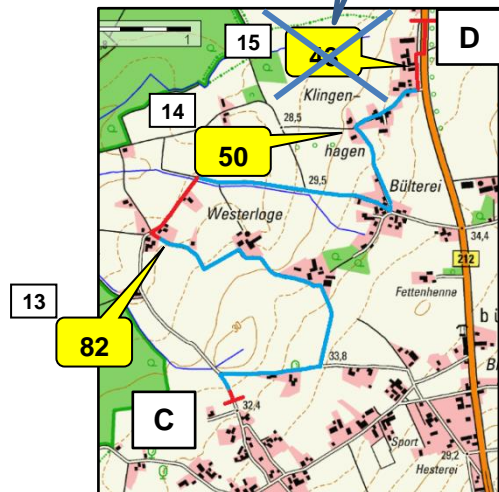 15
D
Klingen-
14
28,5
50
hagen
29,5
Bülterei
Westerloge
34,4
212
13
Fettenhenne
82
33,8
C
32,4
Sport
29,2
Hesterei
1